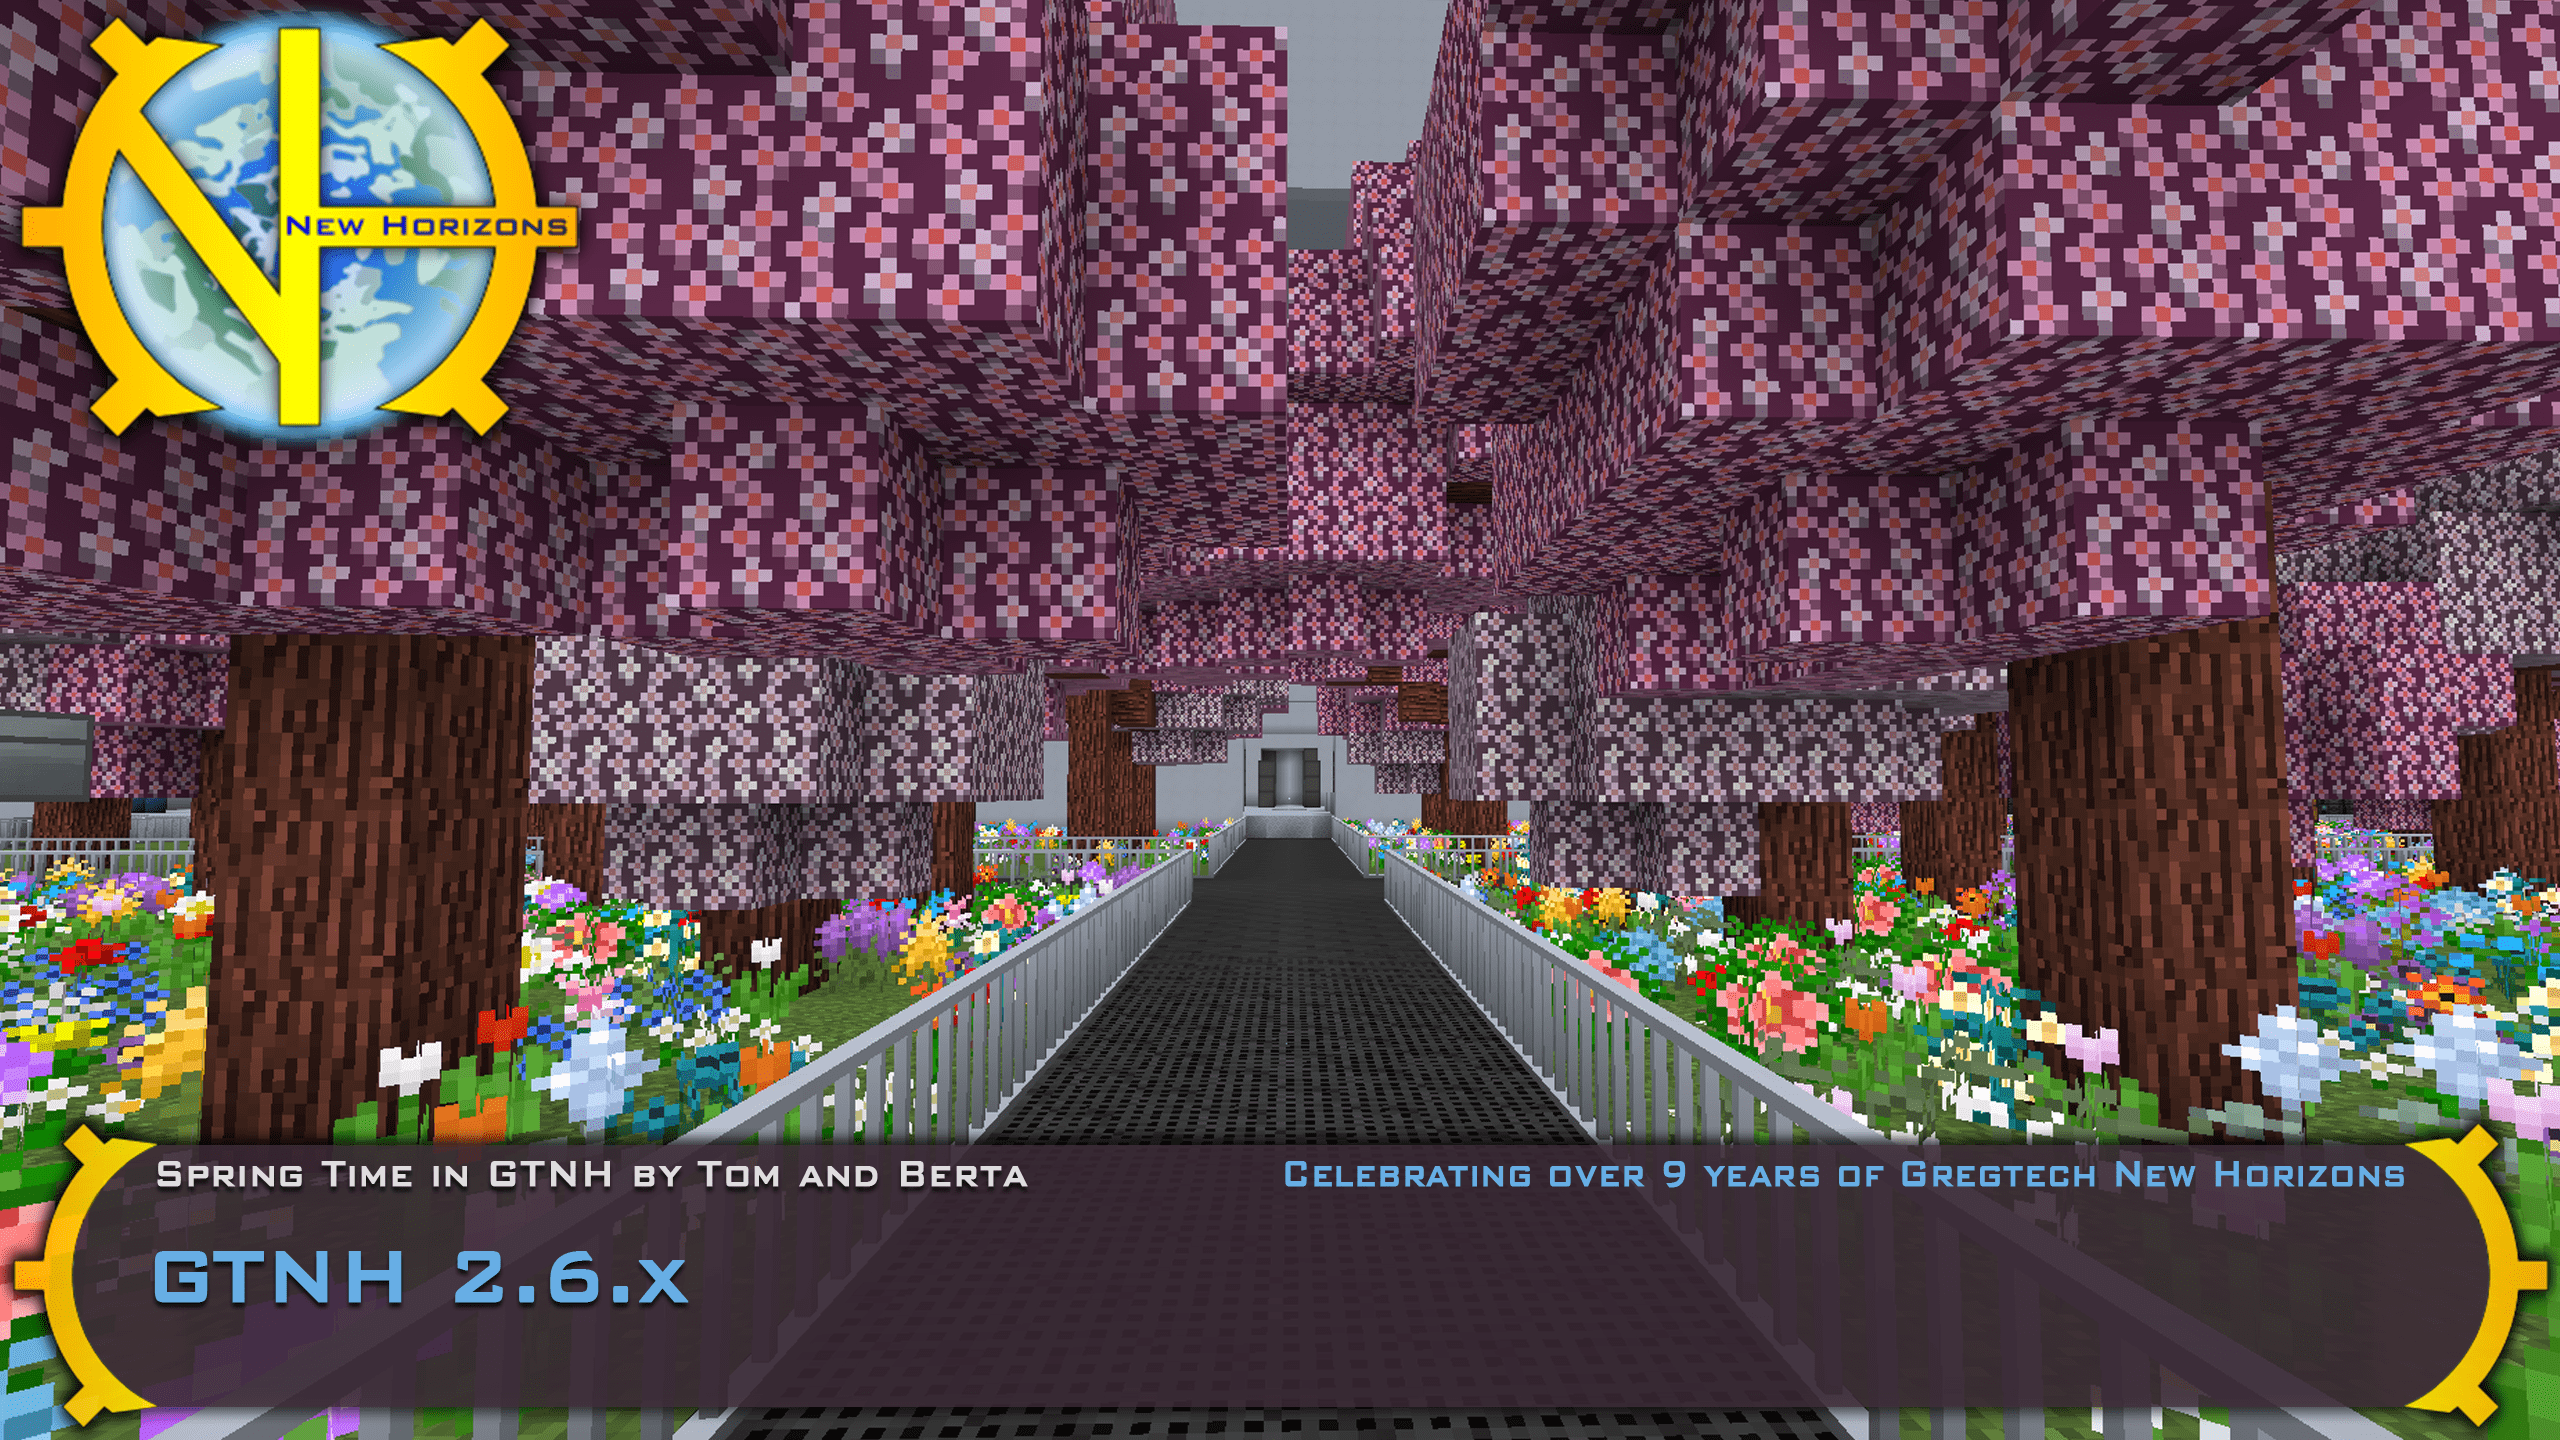 New Horizons
Spring Time in GTNH by Tom and Berta
Celebrating over 9 years of Gregtech New Horizons
GTNH 2.6.x